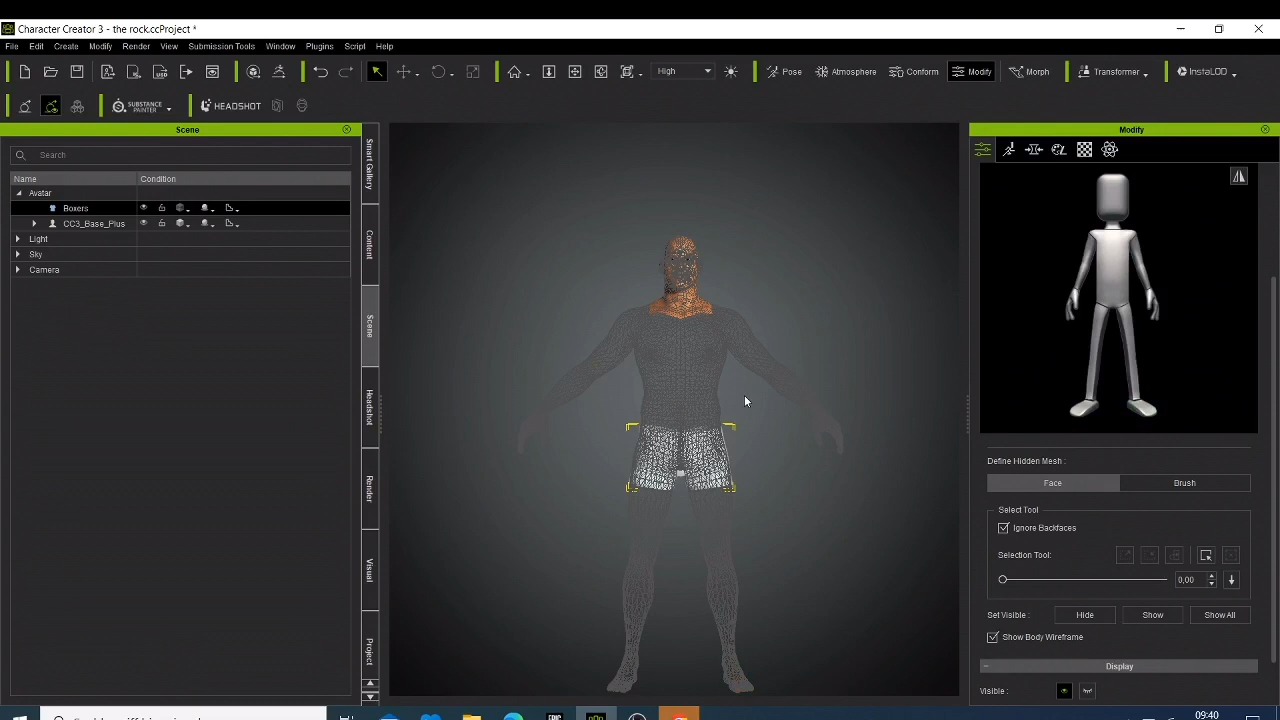 Character Creator 3 - the rock.ccProject *
File Edit Create Modify Render View Submission Tools Window Plugins Script Help
High Pose Atmosphere Conform Modify Morph Transformer InstaLOD
SUBSTANCE PAINTER HEADSHOT
Scene
Modify
Search
Name Condition
Avatar
Boxers
CC3_Base_Plus
Light
Sky
Camera
Smart Gallery
Content
Scene
Headshot
Render
Visual
Project
Define Hidden Mesh :
Face Brush
Select Tool
Ignore Backfaces
Selection Tool:
0,00
Set Visible : Hide Show Show All
Show Body Wireframe
Display
Visible :
EPIC
09:40